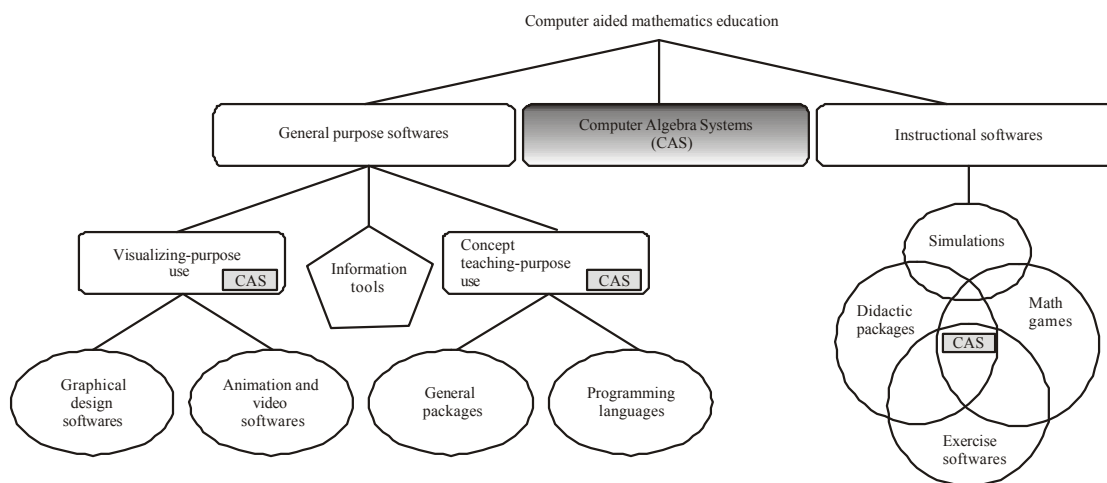 Computer aided mathematics education
General purpose softwares
Computer Algebra Systems
(CAS)
Instructional softwares
Visualizing-purpose
use
CAS
Information
tools
Concept
teaching-purpose
use
CAS
Graphical
design
softwares
Animation and
video softwares
General
packages
Programming
languages
Simulations
Didactic
packages
Math
games
CAS
Exercise
softwares